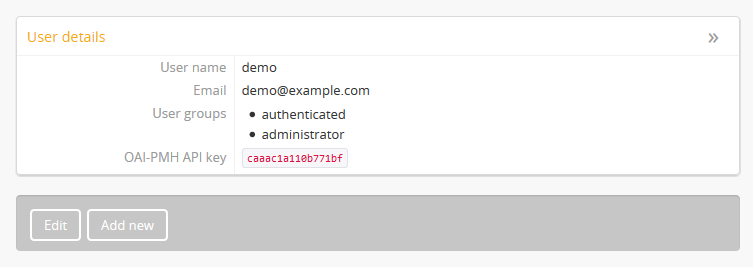 User details »
User name demo
Email demo@example.com
User groups • authenticated
• administrator
OAI-PMH API key caaac1a110b771bf
Edit Add new